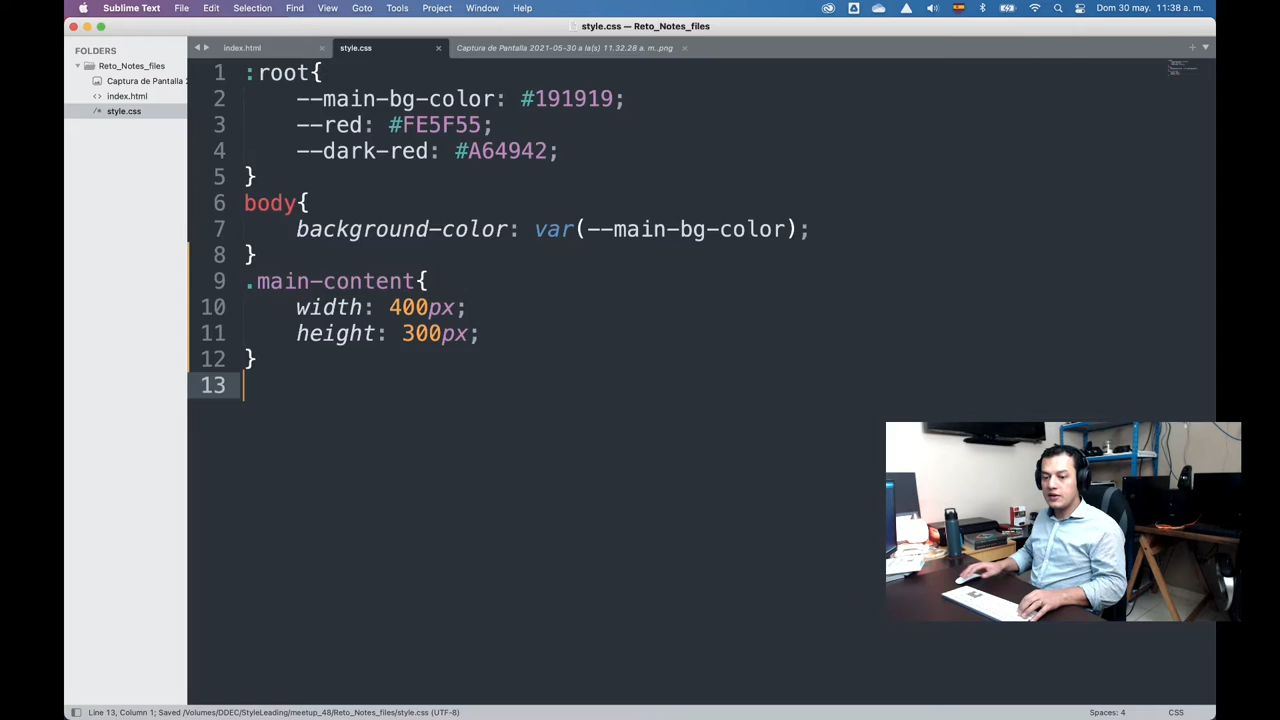 Sublime Text File Edit Selection Find View Goto Tools Project Window Help Dom 30 may. 11:38 a. m.
style.css — Reto_Notes_files
FOLDERS
Reto_Notes_files
Captura de Pantalla 2
index.html
style.css
index.html style.css Captura de Pantalla 2021-05-30 a la(s) 11.32.28 a. m..png
1 :root{
2 --main-bg-color: #191919;
3 --red: #FE5F55;
4 --dark-red: #A64942;
5 }
6 body{
7 background-color: var(--main-bg-color);
8 }
9 .main-content{
10 width: 400px;
11 height: 300px;
12 }
13
Line 13, Column 1; Saved /Volumes/DDEC/StyleLeading/meetup_48/Reto_Notes_files/style.css (UTF-8) Spaces: 4 CSS